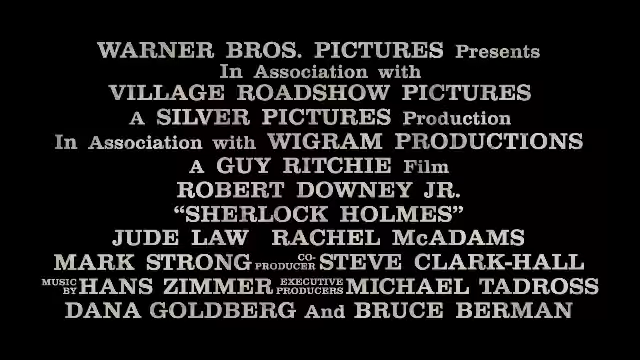 WARNER BROS. PICTURES Presents
In Association with
VILLAGE ROADSHOW PICTURES
A SILVER PICTURES Production
In Association with WIGRAM PRODUCTIONS
A GUY RITCHIE Film
ROBERT DOWNEY JR.
“SHERLOCK HOLMES”
JUDE LAW RACHEL McADAMS
MARK STRONG CO-PRODUCER STEVE CLARK-HALL
MUSIC BY HANS ZIMMER EXECUTIVE PRODUCERS MICHAEL TADROSS
DANA GOLDBERG And BRUCE BERMAN